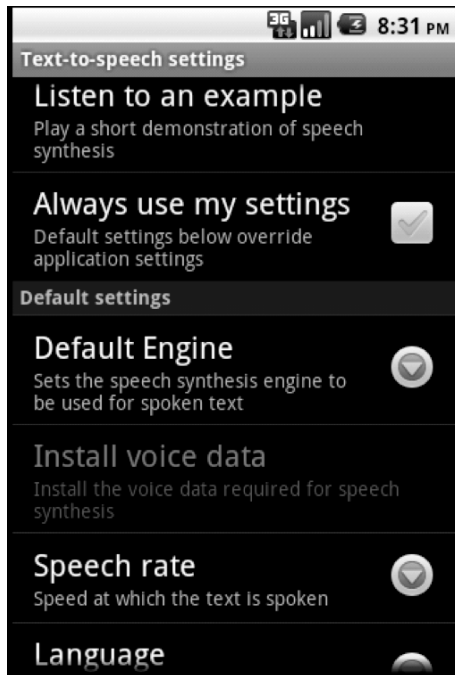 3G 8:31 PM
Text-to-speech settings
Listen to an example
Play a short demonstration of speech
synthesis
Always use my settings
Default settings below override
application settings
Default settings
Default Engine
Sets the speech synthesis engine to
be used for spoken text
Install voice data
Install the voice data required for speech
synthesis
Speech rate
Speed at which the text is spoken
Language